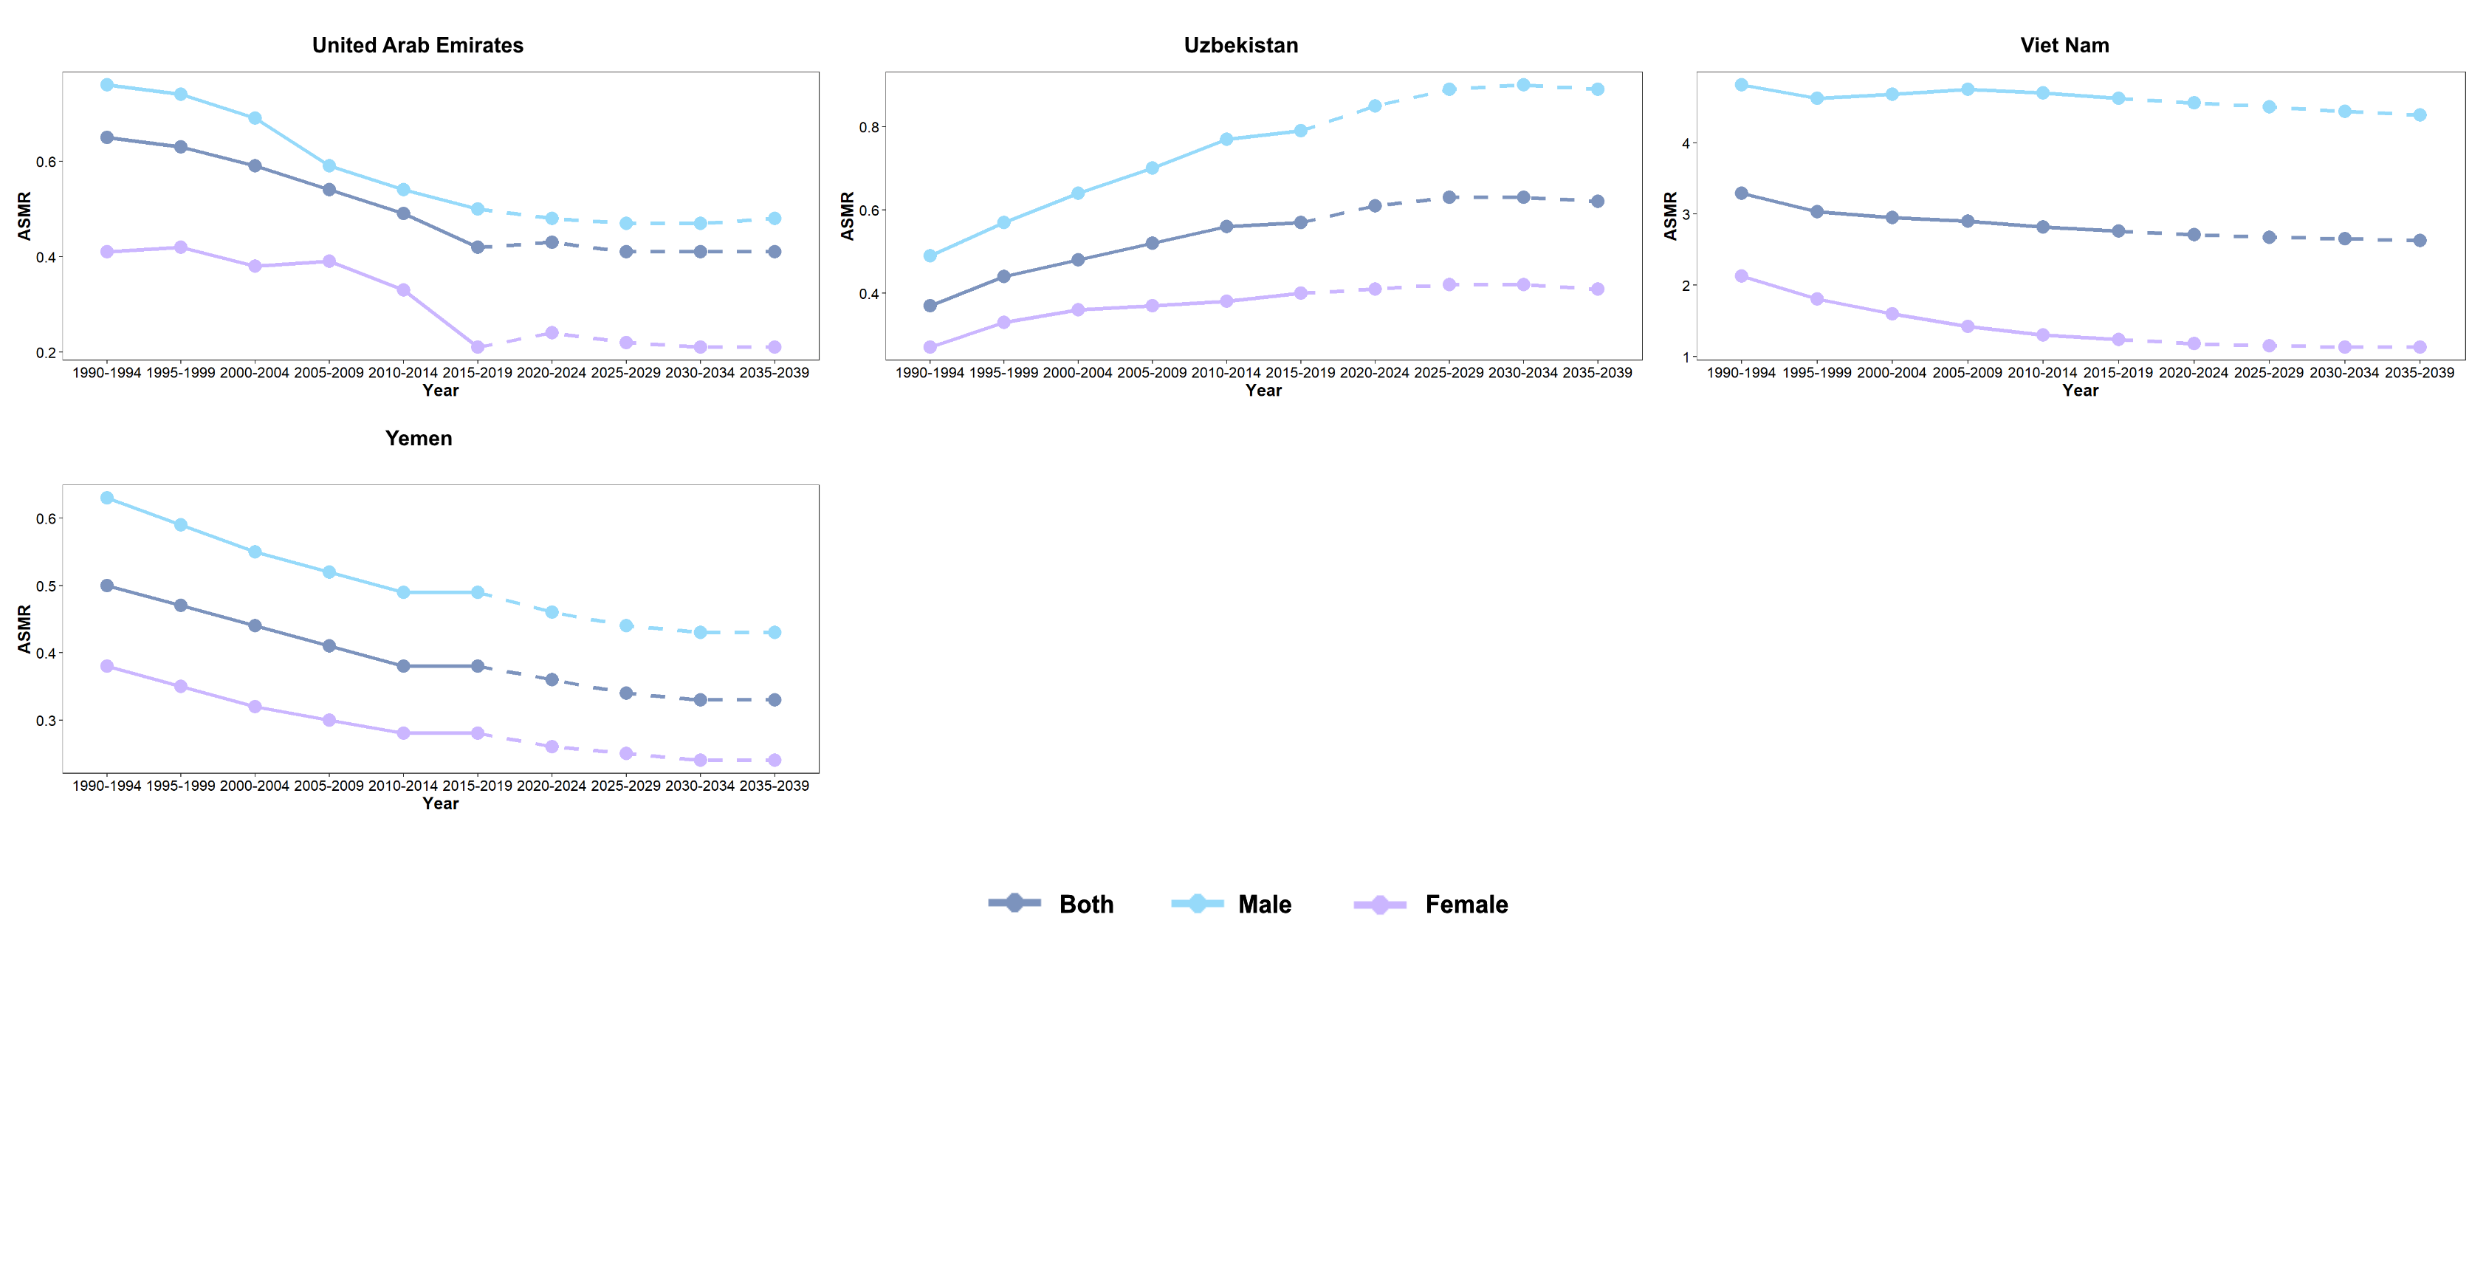 United Arab Emirates
ASMR
0.6
0.4
0.2
1990-1994 1995-1999 2000-2004 2005-2009 2010-2014 2015-2019 2020-2024 2025-2029 2030-2034 2035-2039
Year
Uzbekistan
ASMR
0.8
0.6
0.4
1990-1994 1995-1999 2000-2004 2005-2009 2010-2014 2015-2019 2020-2024 2025-2029 2030-2034 2035-2039
Year
Viet Nam
ASMR
4
3
2
1
1990-1994 1995-1999 2000-2004 2005-2009 2010-2014 2015-2019 2020-2024 2025-2029 2030-2034 2035-2039
Year
Yemen
ASMR
0.6
0.5
0.4
0.3
1990-1994 1995-1999 2000-2004 2005-2009 2010-2014 2015-2019 2020-2024 2025-2029 2030-2034 2035-2039
Year
Both Male Female